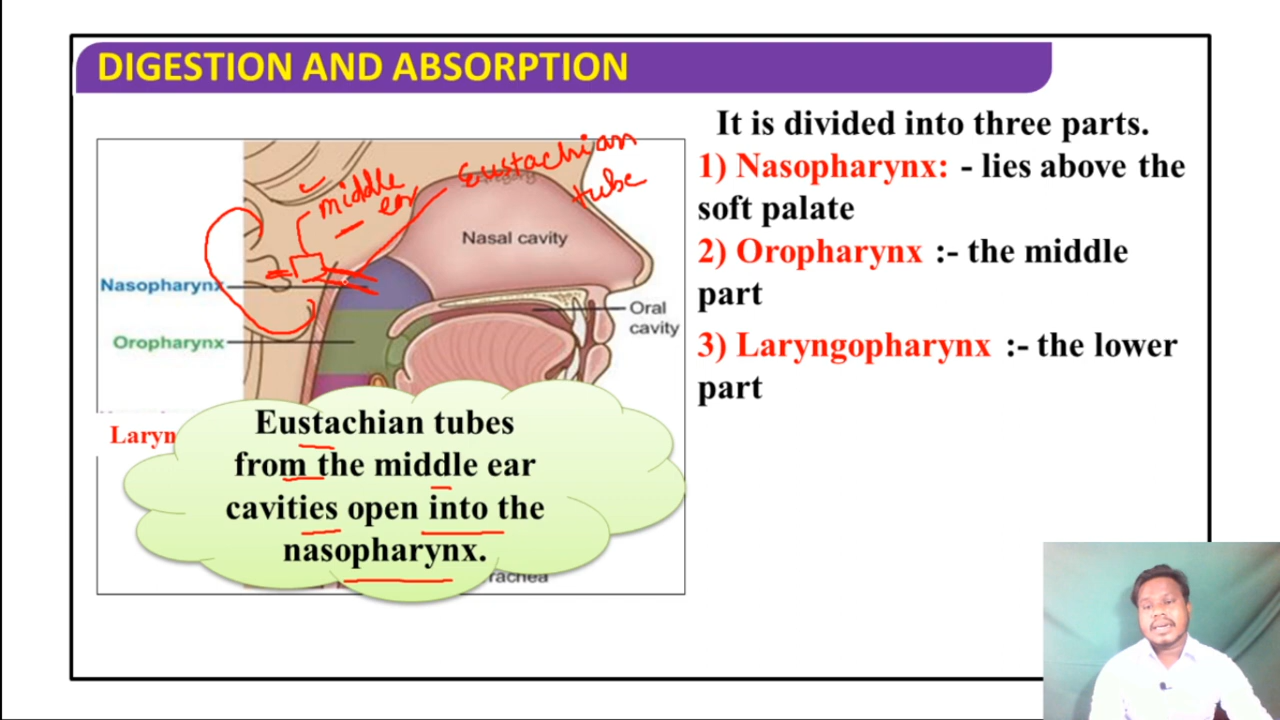 DIGESTION AND ABSORPTION
It is divided into three parts.
1) Nasopharynx: - lies above the
soft palate
2) Oropharynx :- the middle
part
3) Laryngopharynx :- the lower
part
Eustachian
tube
middle
ear
Nasal cavity
Nasopharynx
Oral
cavity
Oropharynx
Laryn
Eustachian tubes
from the middle ear
cavities open into the
nasopharynx.
rachea